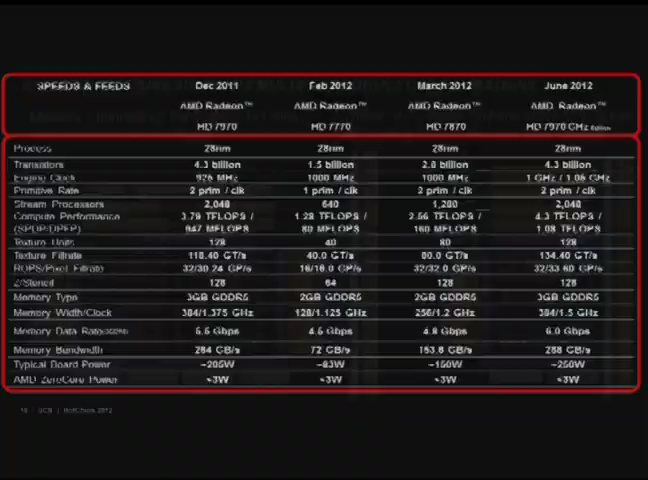 SPEEDS & FEEDS Dec 2011 Feb 2012 March 2012 June 2012
AMD Radeon™ AMD Radeon™ AMD Radeon™ AMD Radeon™
HD 7970 HD 7770 HD 7870 HD 7970 GHz Edition
Process 28nm 28nm 28nm 28nm
Transistors 4.3 billion 1.5 billion 2.8 billion 4.3 billion
Engine Clock 925 MHz 1000 MHz 1000 MHz 1 GHz / 1.05 GHz
Primitive Rate 2 prim / clk 1 prim / clk 2 prim / clk 2 prim / clk
Stream Processors 2,048 640 1,280 2,048
Compute Performance 3.79 TFLOPS / 1.28 TFLOPS / 2.56 TFLOPS / 4.3 TFLOPS /
(SPDP/DPFP) 947 MFLOPS 80 MFLOPS 160 MFLOPS 1.08 TFLOPS
Texture Units 128 40 80 128
Texture Fillrate 118.40 GT/s 40.0 GT/s 80.0 GT/s 134.40 GT/s
ROPS/Pixel Fillrate 32/30.24 GP/s 16/16.0 GP/s 32/32.0 GP/s 32/33.60 GP/s
Z/Stencil 128 64 128 128
Memory Type 3GB GDDR5 2GB GDDR5 2GB GDDR5 3GB GDDR5
Memory Width/Clock 384/1.375 GHz 128/1.125 GHz 256/1.2 GHz 384/1.5 GHz
Memory Data Rate 5.5 Gbps 4.5 Gbps 4.8 Gbps 6.0 Gbps
Memory Bandwidth 264 GB/s 72 GB/s 153.6 GB/s 288 GB/s
Typical Board Power ~205W ~83W ~150W ~250W
AMD ZeroCore Power <3W <3W <3W <3W
| GCN | HotChips 2012